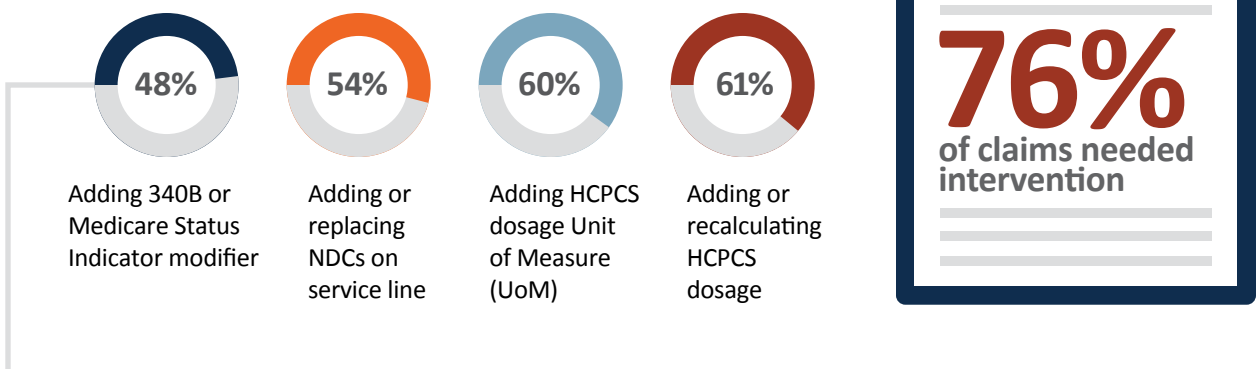 48%
Adding 340B or
Medicare Status
Indicator modifier
54%
Adding or
replacing
NDCs on
service line
60%
Adding HCPCS
dosage Unit
of Measure
(UoM)
61%
Adding or
recalculating
HCPCS
dosage
76%
of claims needed
intervention